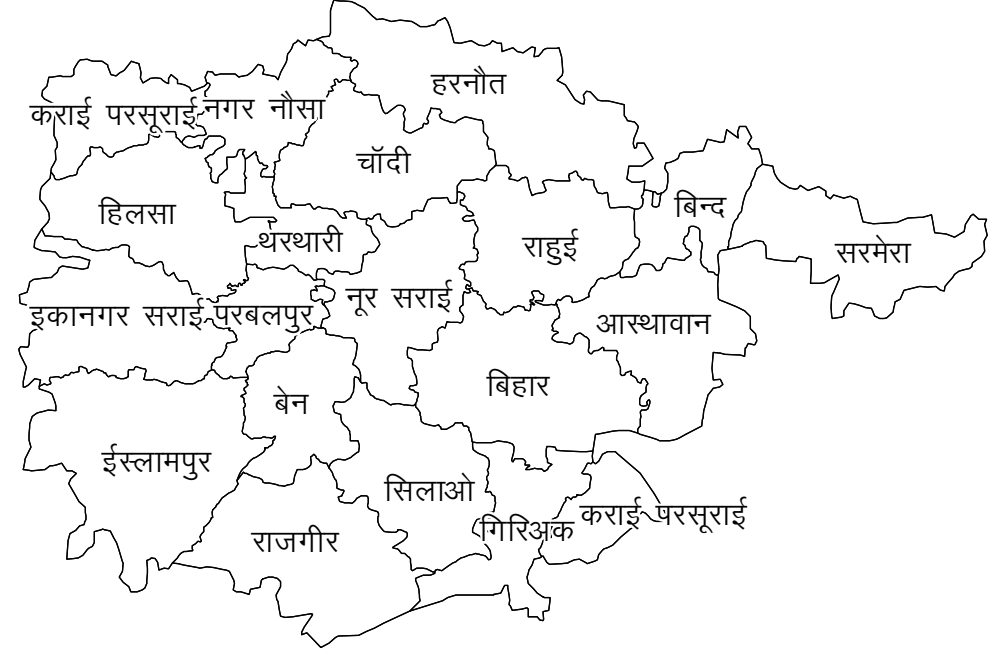 हरनौत
कराई परसूराई
नगर नौसा
चॉदी
हिलसा
बिन्द
थरथारी
राहुई
सरमेरा
इकानगर सराई
परबलपुर
नूर सराई
आस्थावान
बिहार
बेन
ईस्लामपुर
सिलाओ
राजगीर
गिरिअक
कराई परसूराई